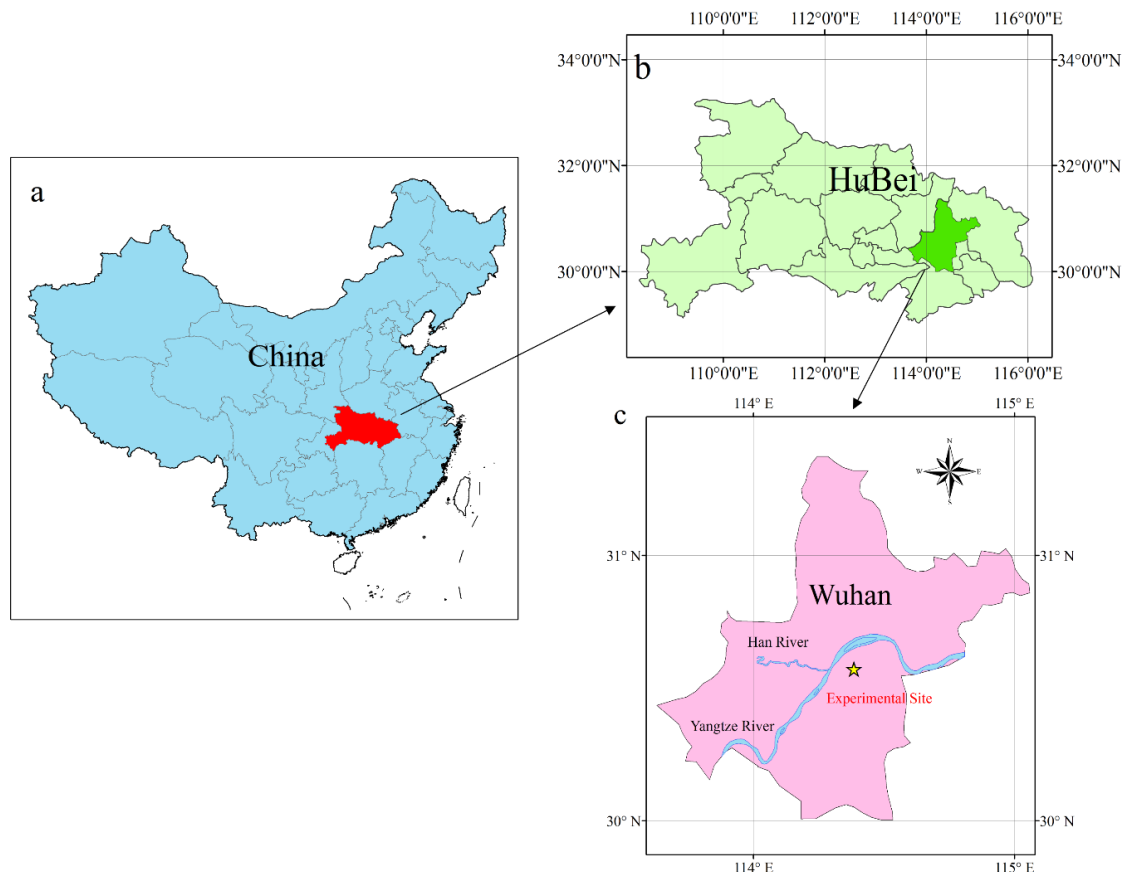 a
China
110°0'0"N 112°0'0"N 114°0'0"N 116°0'0"N
34°0'0"N
b
34°0'0"N
32°0'0"N
HuBei
32°0'0"N
30°0'0"N
30°0'0"N
110°0'0"N 112°0'0"N 114°0'0"N 116°0'0"N
114° E
115° E
c
N
W
E
S
31° N
31° N
Wuhan
Han River
Experimental Site
Yangtze River
30° N
30° N
114° E
115° E